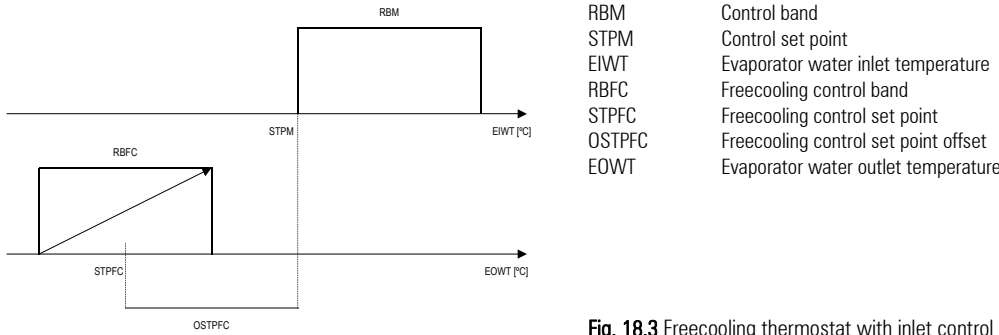 RBM
STPM
EIWT [ºC]
RBFC
STPFC
EOWT [ºC]
OSTPFC
RBM Control band
STPM Control set point
EIWT Evaporator water inlet temperature
RBFC Freecooling control band
STPFC Freecooling control set point
OSTPFC Freecooling control set point offset
EOWT Evaporator water outlet temperature
Fig. 18.3 Freecooling thermostat with inlet control